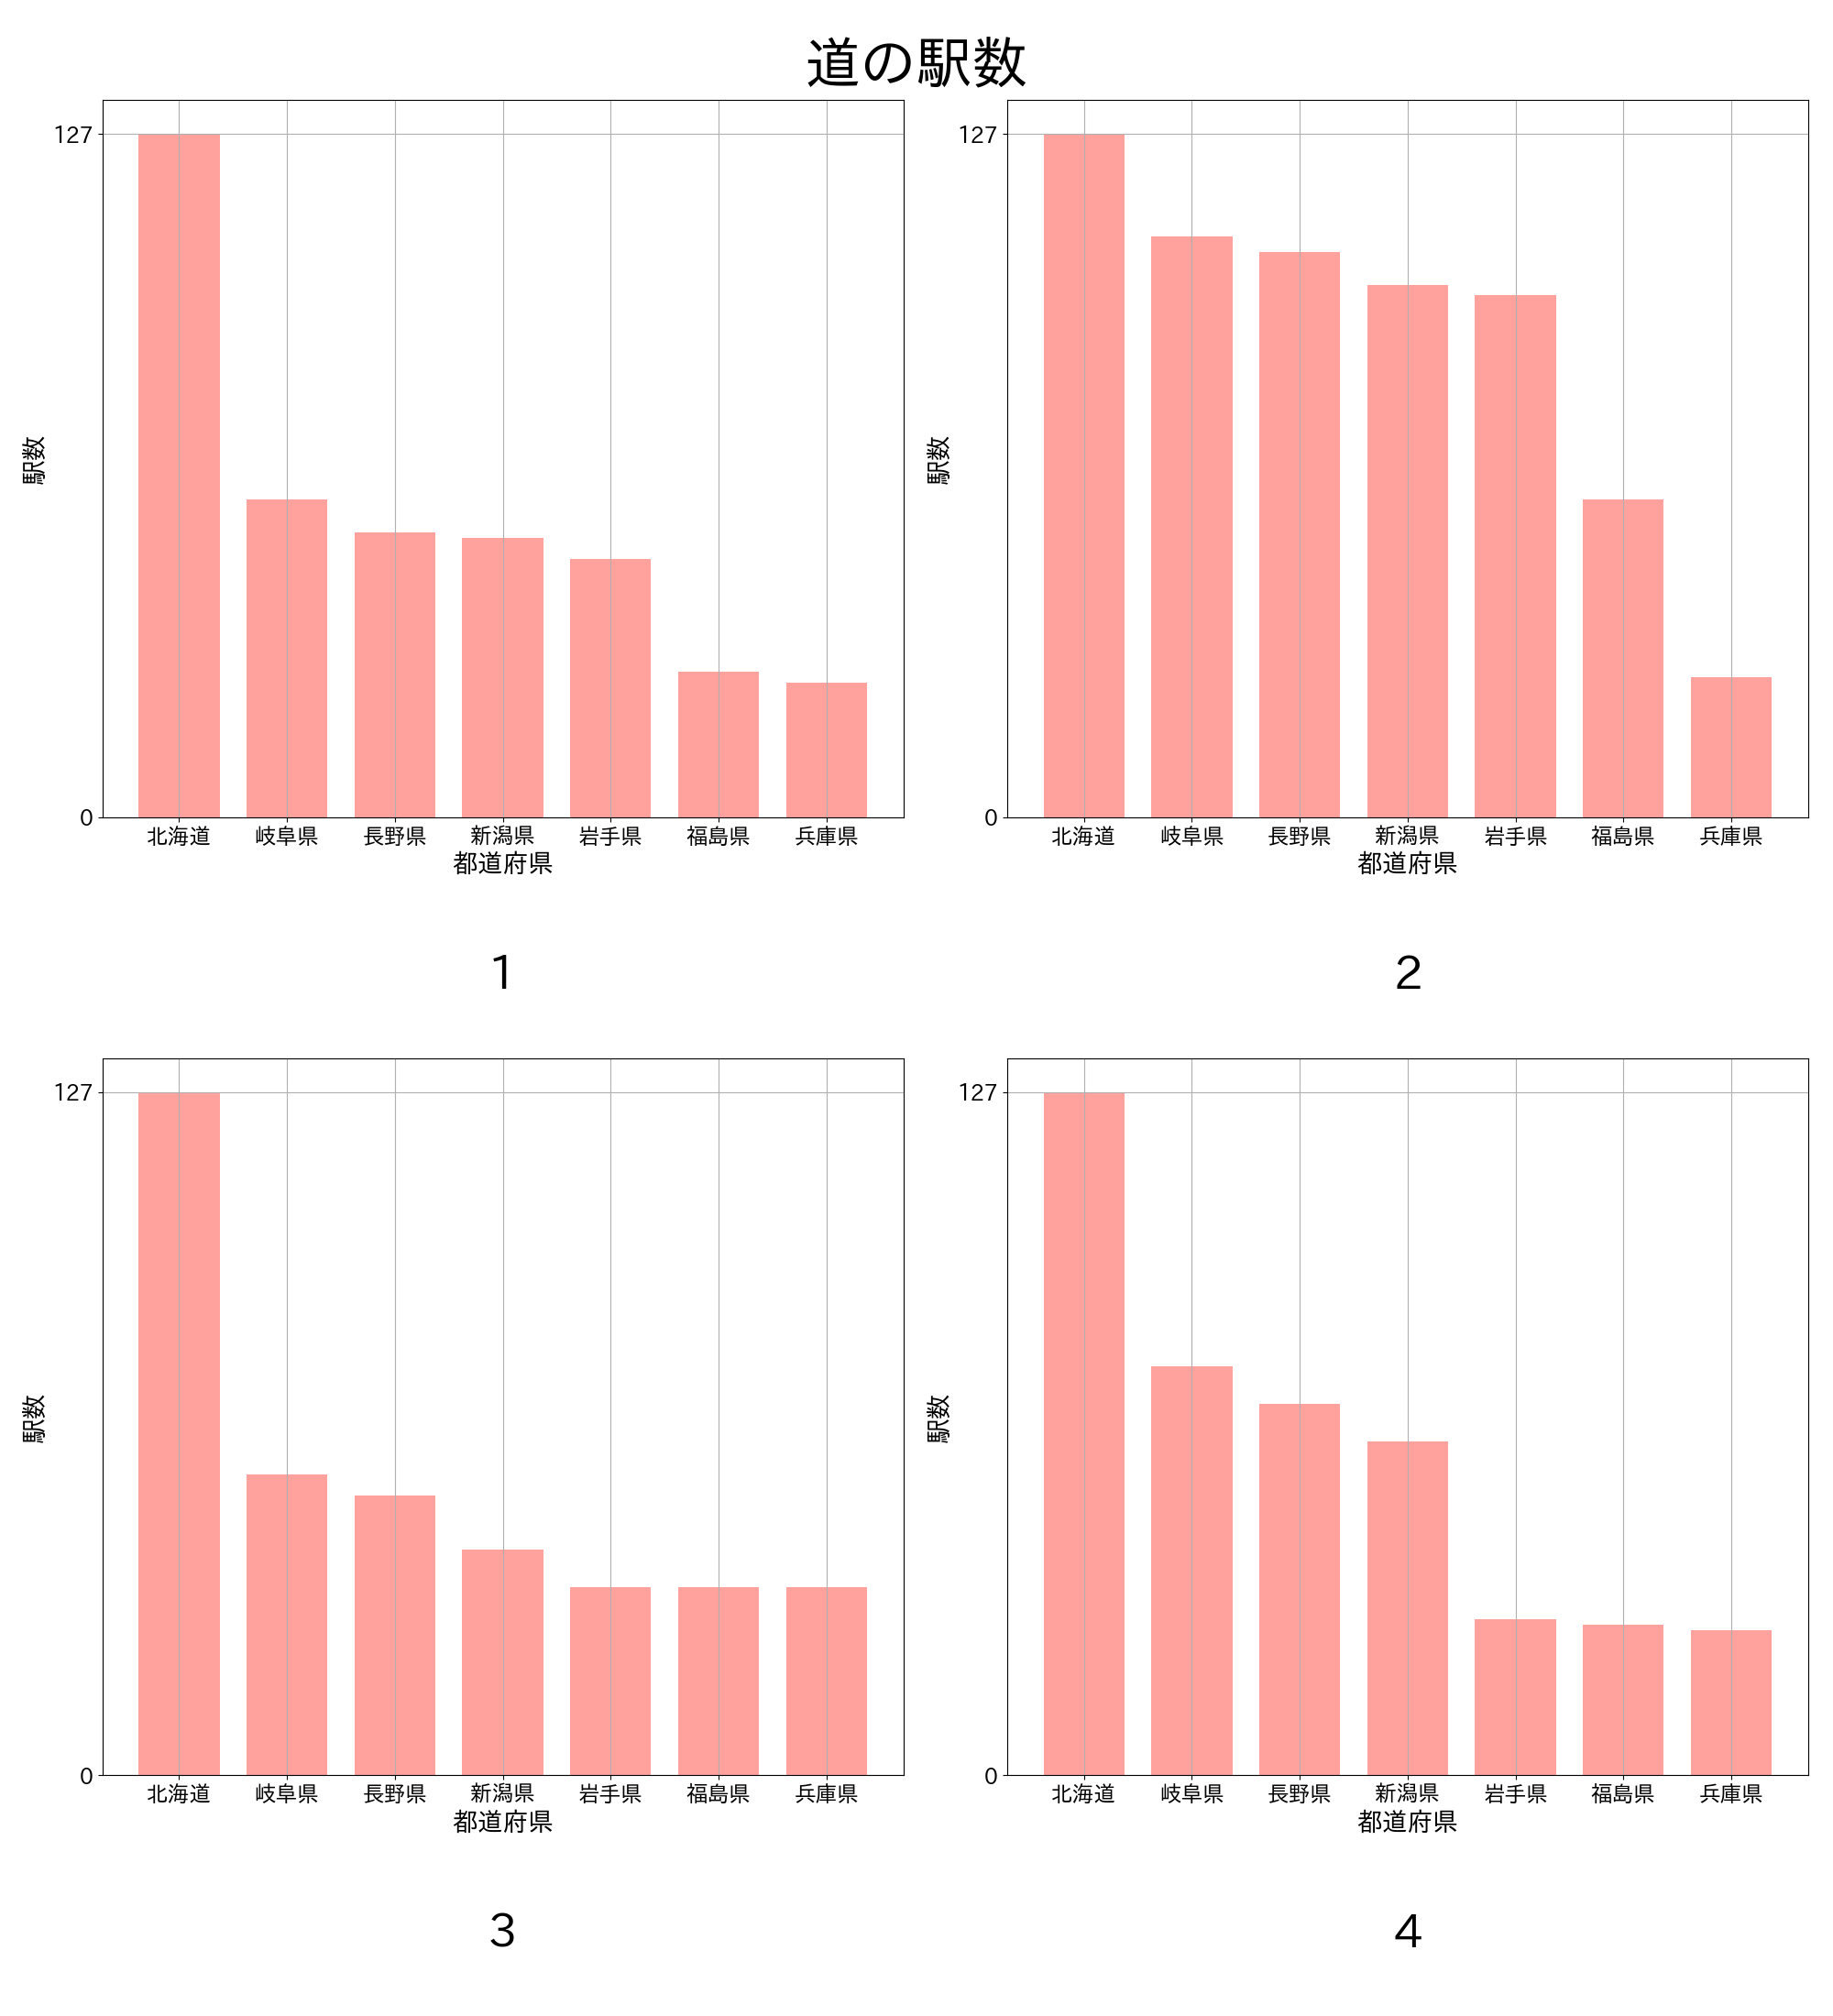 道の駅数
127
0
駅数
北海道 岐阜県 長野県 新潟県 岩手県 福島県 兵庫県
都道府県
1
127
0
駅数
北海道 岐阜県 長野県 新潟県 岩手県 福島県 兵庫県
都道府県
2
127
0
駅数
北海道 岐阜県 長野県 新潟県 岩手県 福島県 兵庫県
都道府県
3
127
0
駅数
北海道 岐阜県 長野県 新潟県 岩手県 福島県 兵庫県
都道府県
4